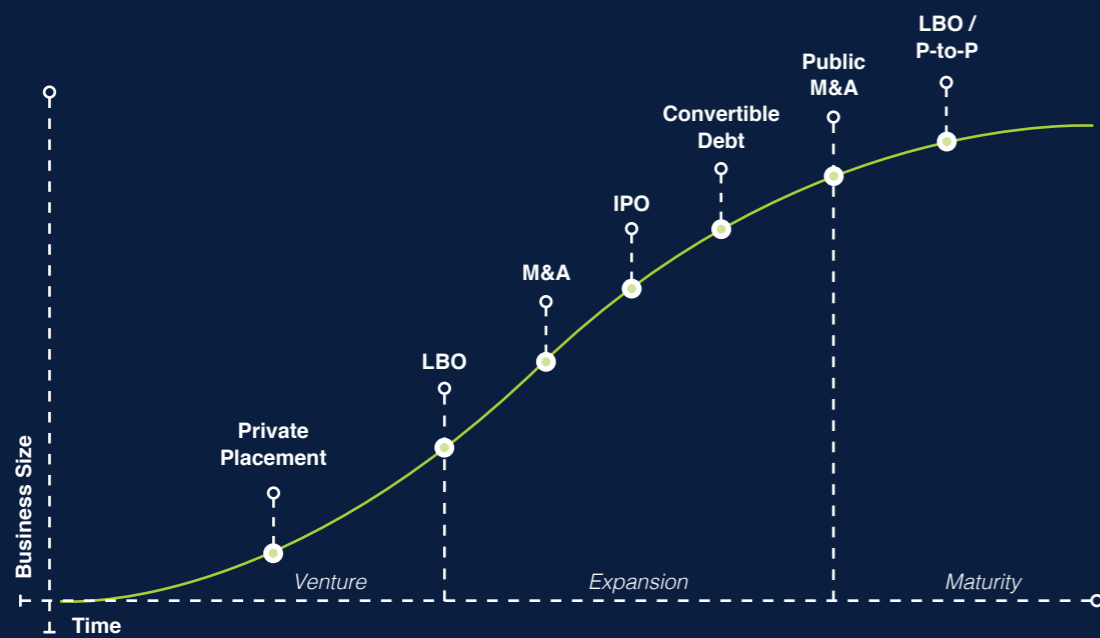 LBO /
P-to-P
Public
M&A
Convertible
Debt
IPO
M&A
LBO
Private
Placement
Business Size
Venture
Expansion
Maturity
Time